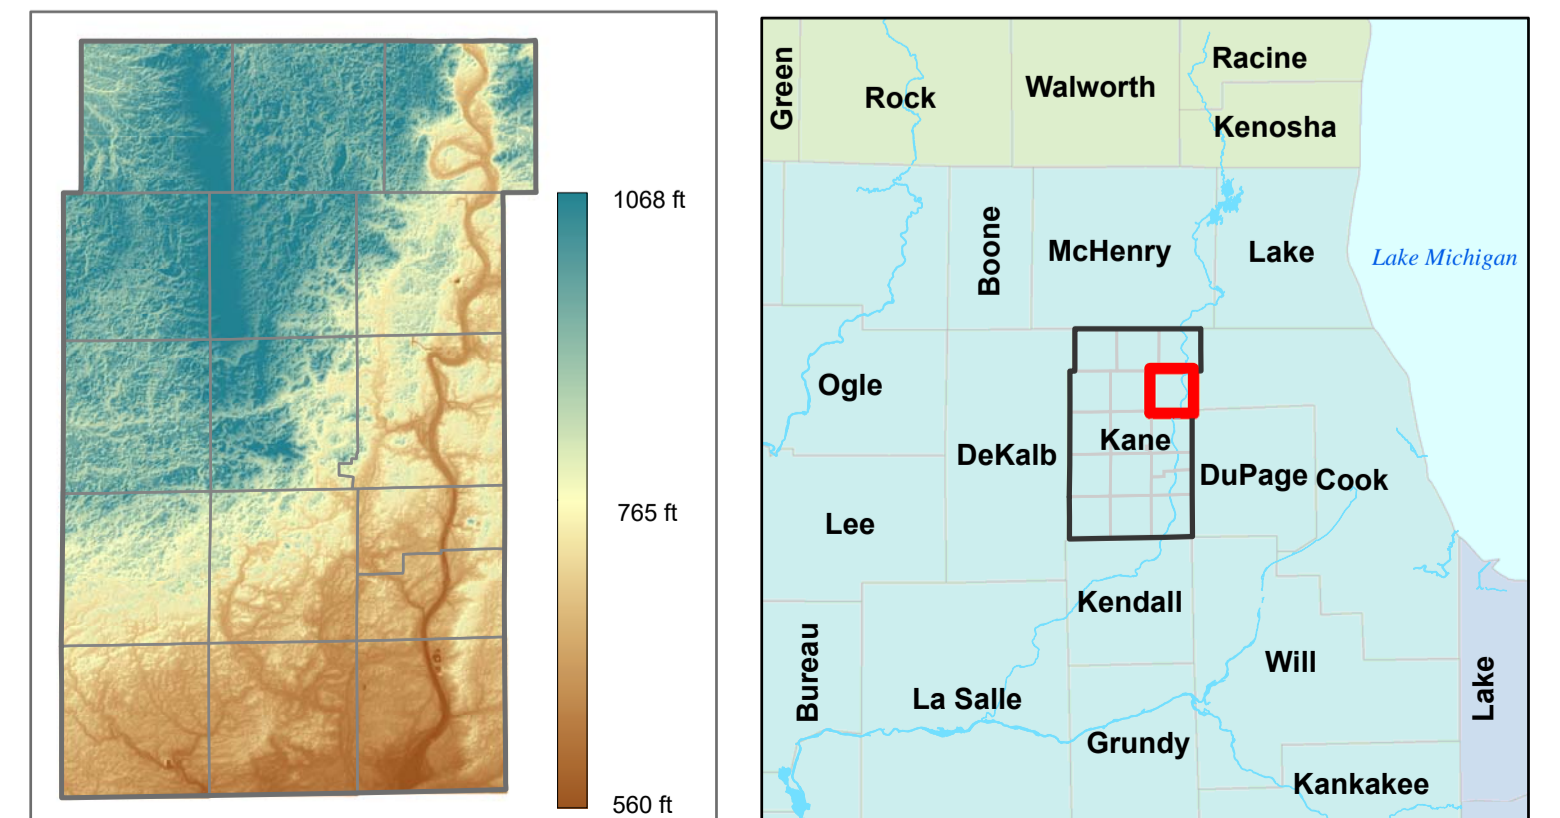 1068 ft
765 ft
560 ft
Green
Rock
Walworth
Racine
Kenosha
Boone
McHenry
Lake
Lake Michigan
Ogle
DeKalb
Kane
DuPage
Cook
Lee
Kendall
Bureau
La Salle
Will
Lake
Grundy
Kankakee